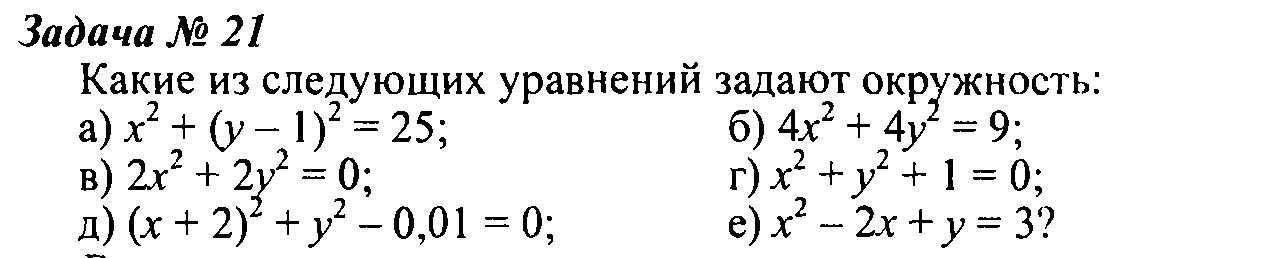 Задача № 21
Какие из следующих уравнений задают окружность:
а) x² + (y – 1)² = 25; б) 4x² + 4y² = 9;
в) 2x² + 2y² = 0; г) x² + y² + 1 = 0;
д) (x + 2)² + y² – 0,01 = 0; е) x² – 2x + y = 3?